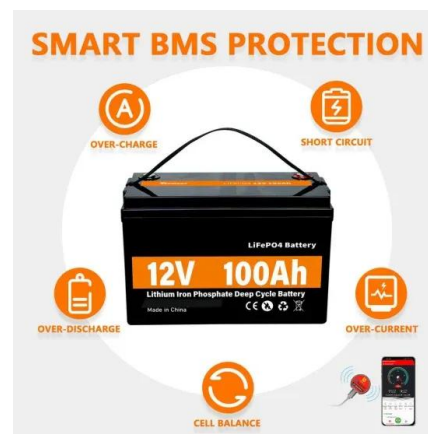 SMART BMS PROTECTION
A
OVER-CHARGE
SHORT CIRCUIT
LiFePO4 Battery
12V 100Ah
Lithium Iron Phosphate Deep Cycle Battery
Made in China
CE
OVER-DISCHARGE
OVER-CURRENT
CELL BALANCE